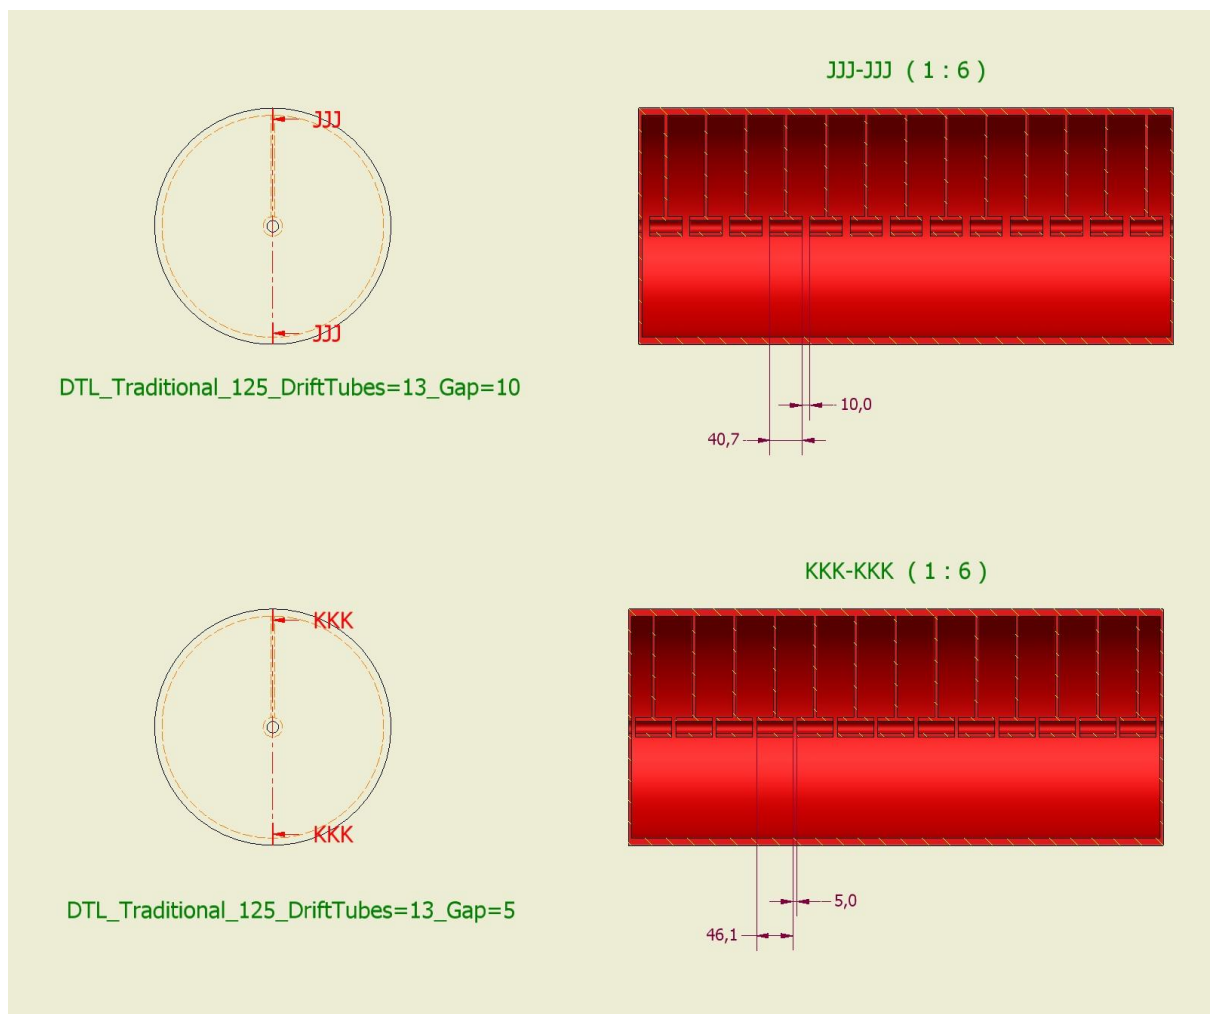 JJJ-JJJ ( 1 : 6 )
JJJ
JJJ
DTL_Traditional_125_DriftTubes=13_Gap=10
10,0
40,7
KKK-KKK ( 1 : 6 )
KKK
KKK
DTL_Traditional_125_DriftTubes=13_Gap=5
5,0
46,1